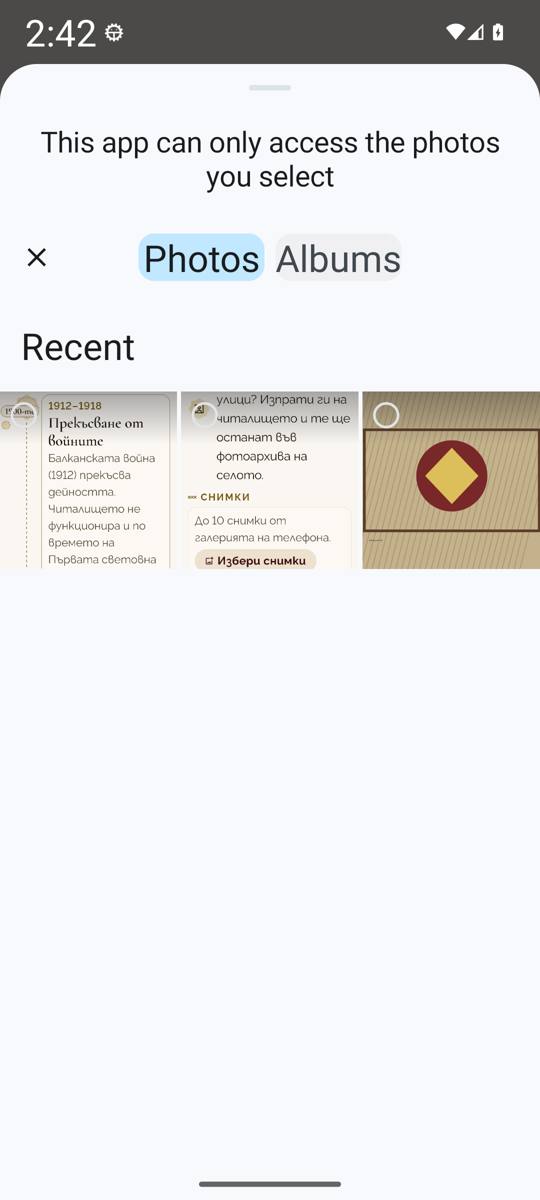 2:42
This app can only access the photos
you select
Photos
Albums
Recent
1912–1918
Прекъсване от
войните
Балканската война
(1912) прекъсва
дейността.
Читалището не
функционира и по
времето на
Първата световна
улици? Изпрати ги на
читалището и те ще
останат във
фотоархива на
селото.
СНИМКИ
До 10 снимки от
галерията на телефона.
Избери снимки